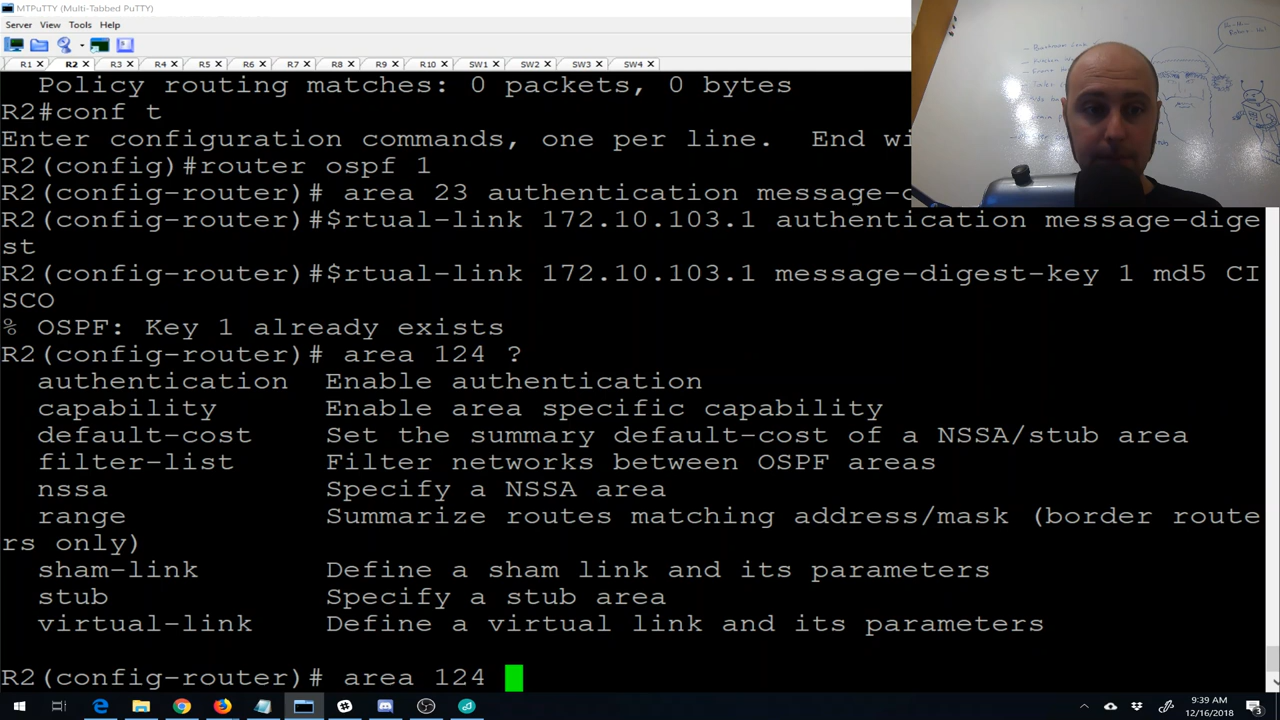 MTPuTTY (Multi-Tabbed PuTTY)
Server View Tools Help
R1 R2 R3 R4 R5 R6 R7 R8 R9 R10 SW1 SW2 SW3 SW4
Policy routing matches: 0 packets, 0 bytes
R2#conf t
Enter configuration commands, one per line. End wi
R2(config)#router ospf 1
R2(config-router)# area 23 authentication message-
R2(config-router)#$rtual-link 172.10.103.1 authentication message-dige
st
R2(config-router)#$rtual-link 172.10.103.1 message-digest-key 1 md5 CI
SCO
% OSPF: Key 1 already exists
R2(config-router)# area 124 ?
authentication Enable authentication
capability Enable area specific capability
default-cost Set the summary default-cost of a NSSA/stub area
filter-list Filter networks between OSPF areas
nssa Specify a NSSA area
range Summarize routes matching address/mask (border route
rs only)
sham-link Define a sham link and its parameters
stub Specify a stub area
virtual-link Define a virtual link and its parameters
R2(config-router)# area 124
9:39 AM
12/16/2018
3